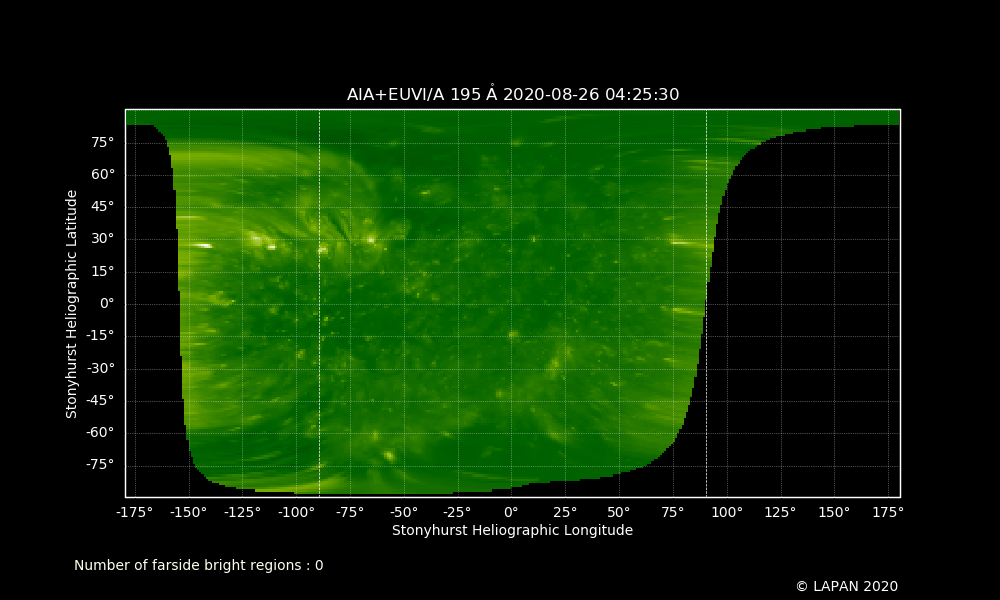 AIA+EUVI/A 195 Å 2020-08-26 04:25:30
75°
60°
45°
30°
15°
0°
-15°
-30°
-45°
-60°
-75°
Stonyhurst Heliographic Latitude
-175° -150° -125° -100° -75° -50° -25° 0° 25° 50° 75° 100° 125° 150° 175°
Stonyhurst Heliographic Longitude
Number of farside bright regions : 0
© LAPAN 2020